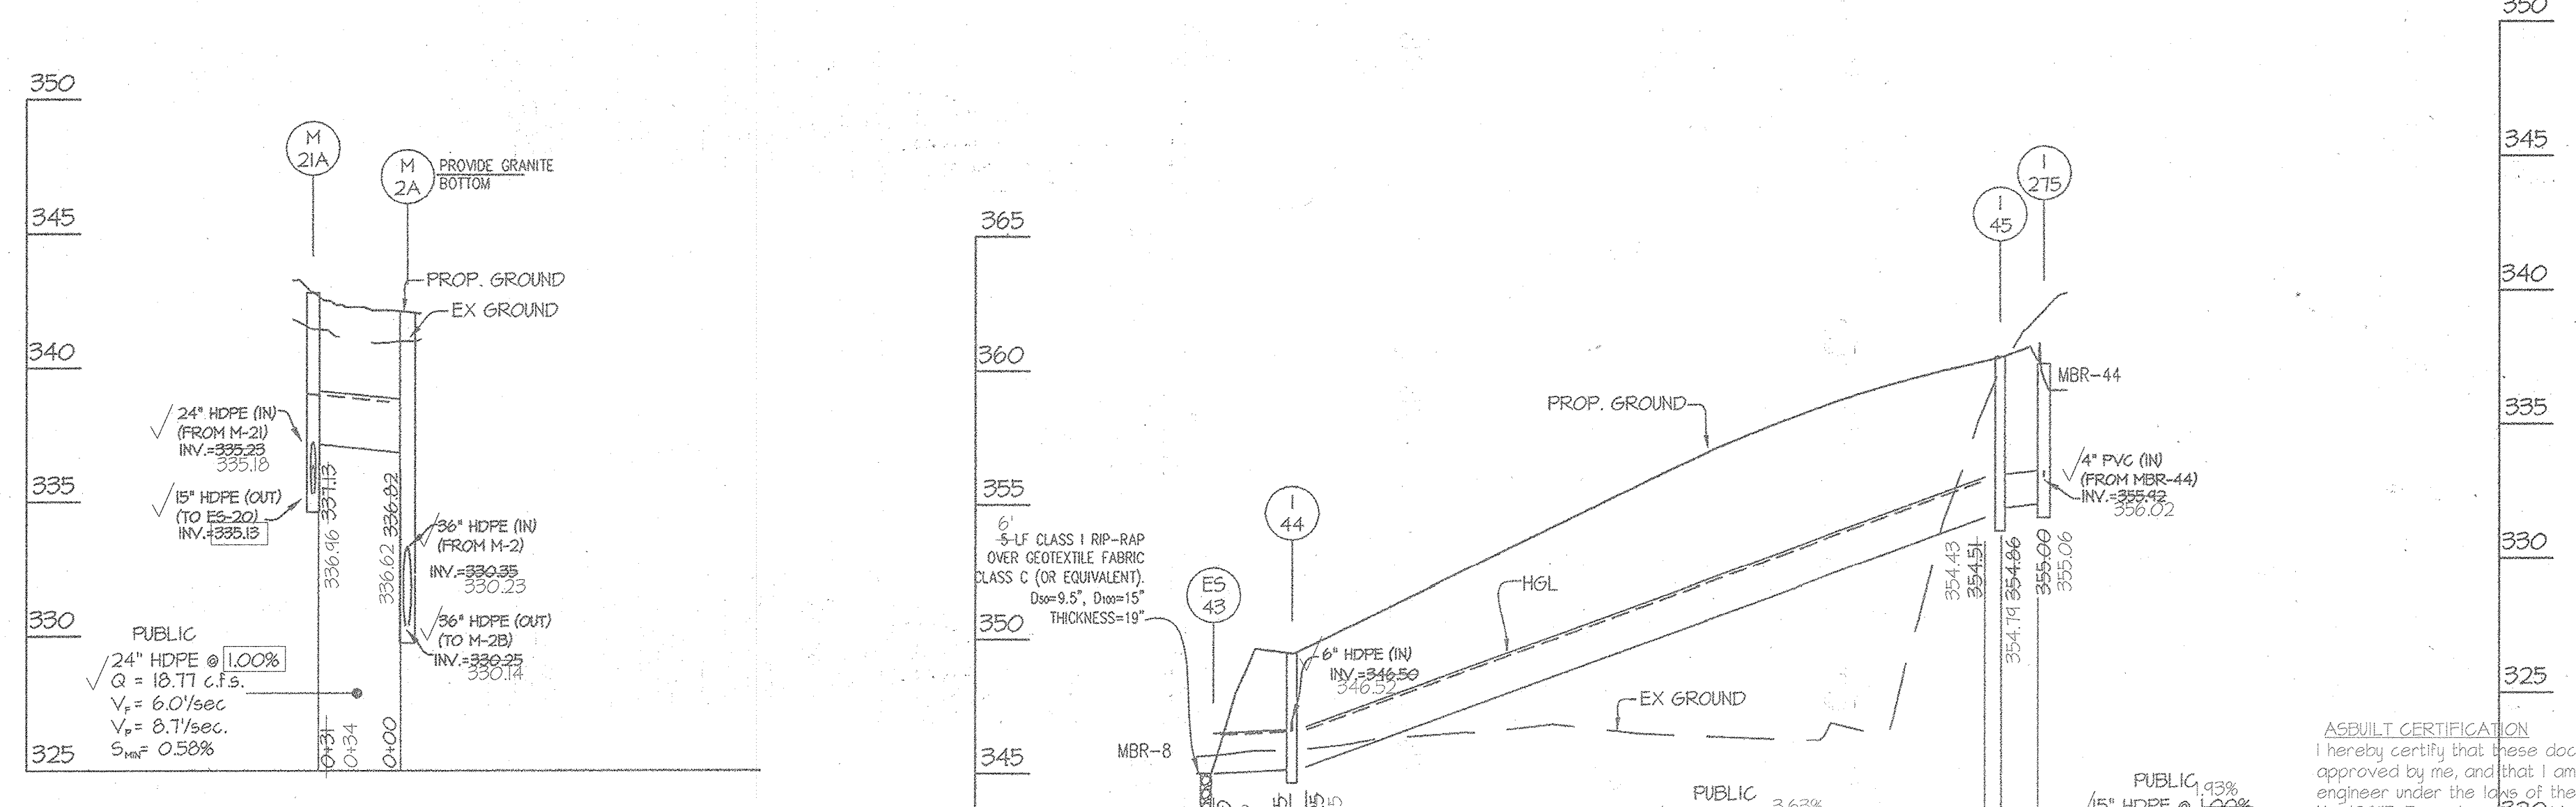 350
345
340
335
330
325
M
21A
M
2A
PROVIDE GRANITE
BOTTOM
PROP. GROUND
EX GROUND
24" HDPE (IN)
(FROM M-21)
INV.=335.23
335.18
15" HDPE (OUT)
(TO ES-20)
INV.=335.13
337.13
336.96
336.82
336.62
36" HDPE (IN)
(FROM M-2)
INV.=330.35
330.23
36" HDPE (OUT)
(TO M-2B)
INV.=330.25
330.14
PUBLIC
24" HDPE @ 1.00%
Q = 18.77 c.f.s.
VF = 6.0'/sec
VP = 8.7'/sec.
SMIN= 0.58%
0+31
0+34
0+00
365
360
355
350
345
6'
5 LF CLASS I RIP-RAP
OVER GEOTEXTILE FABRIC
CLASS C (OR EQUIVALENT).
D50=9.5", D100=15"
THICKNESS=19"
ES
43
I
44
MBR-8
6" HDPE (IN)
INV.=346.50
346.52
HGL
PROP. GROUND
EX GROUND
I
45
I
275
MBR-44
4" PVC (IN)
(FROM MBR-44)
INV.=355.92
356.02
354.43
354.51
354.79
354.86
355.00
355.06
PUBLIC
3.63%
PUBLIC
1.93%
15" HDPE @ 1.00%
350
345
340
335
330
325
ASBUILT CERTIFICATION
I hereby certify that these doc
approved by me, and that I am
engineer under the laws of the